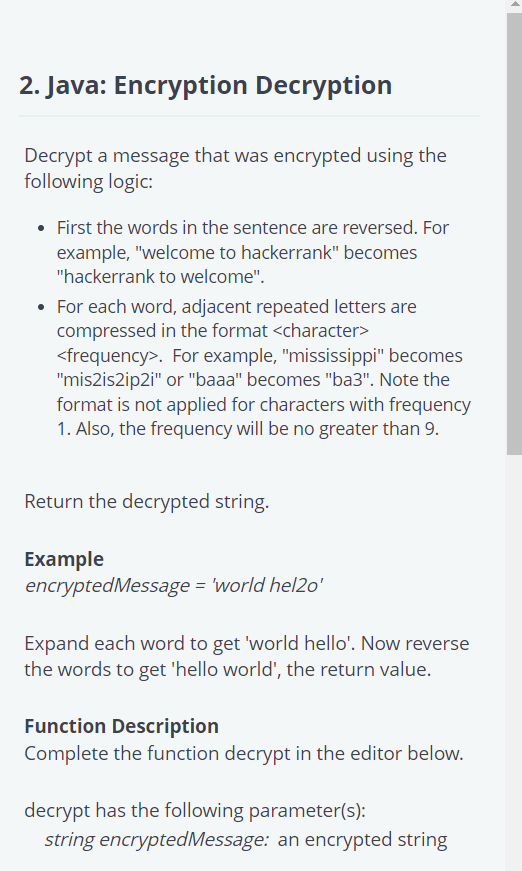 2. Java: Encryption Decryption
Decrypt a message that was encrypted using the
following logic:
• First the words in the sentence are reversed. For
example, "welcome to hackerrank" becomes
"hackerrank to welcome".
• For each word, adjacent repeated letters are
compressed in the format <character>
<frequency>.  For example, "mississippi" becomes
"mis2is2ip2i" or "baaa" becomes "ba3". Note the
format is not applied for characters with frequency
1. Also, the frequency will be no greater than 9.
Return the decrypted string.
Example
encryptedMessage = 'world hel2o'
Expand each word to get 'world hello'. Now reverse
the words to get 'hello world', the return value.
Function Description
Complete the function decrypt in the editor below.
decrypt has the following parameter(s):
string encryptedMessage:  an encrypted string